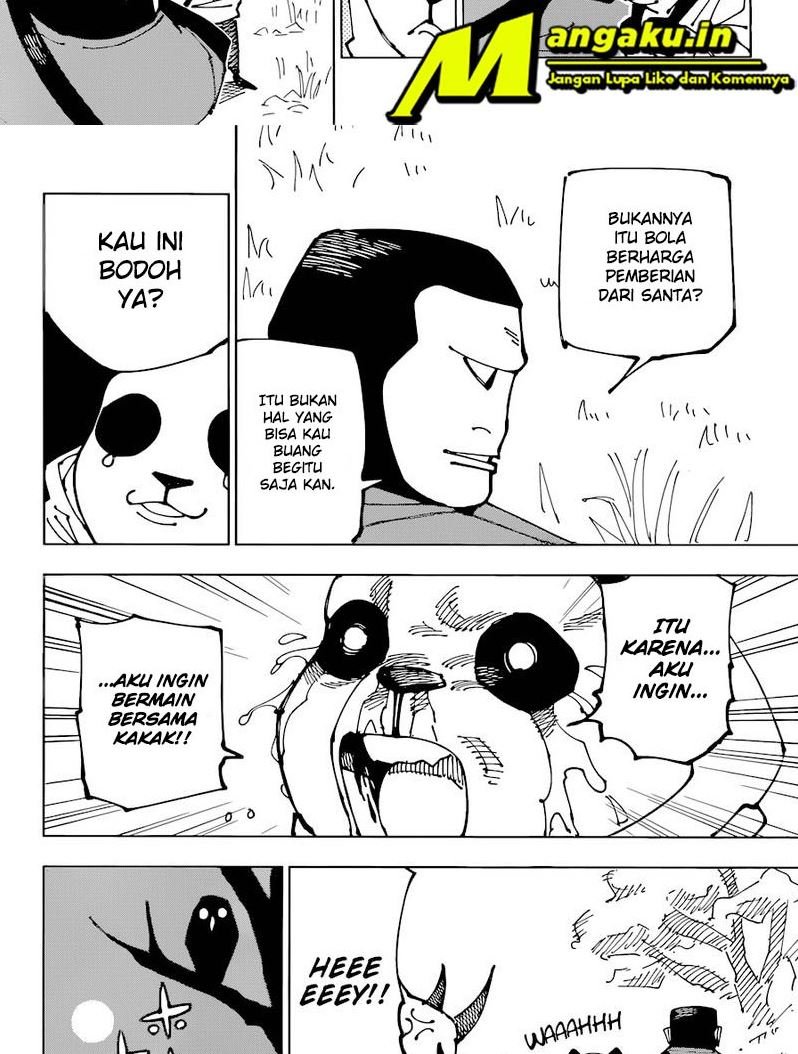 Mangaku.in
Jangan Lupa Like dan Komennya
BUKANNYA
ITU BOLA
BERHARGA
PEMBERIAN
DARI SANTA?
ITU BUKAN
HAL YANG
BISA KAU
BUANG
BEGITU
SAJA KAN.
KAU INI
BODOH
YA?
ITU
KARENA...
AKU
INGIN...
...AKU INGIN
BERMAIN
BERSAMA
KAKAK!!
HEEE
EEEY!!
WAAAHHH